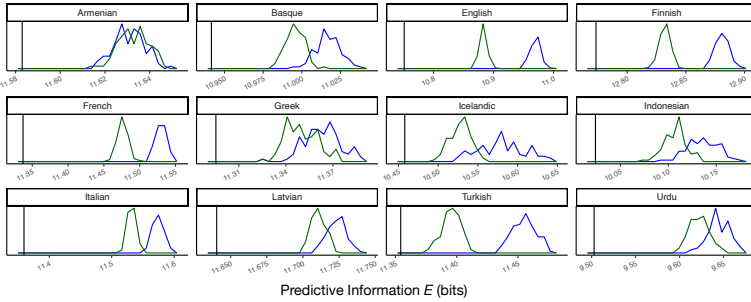 Armenian Basque English Finnish
11.58 11.60 11.62 11.64 10.950 10.975 11.000 11.025 10.8 10.9 11.0 12.80 12.85 12.90
French Greek Icelandic Indonesian
11.35 11.40 11.45 11.50 11.55 11.31 11.34 11.37 10.45 10.50 10.55 10.60 10.65 10.05 10.10 10.15
Italian Latvian Turkish Urdu
11.4 11.5 11.6 11.650 11.675 11.700 11.725 11.750 11.35 11.40 11.45 9.50 9.55 9.60 9.65
Predictive Information E (bits)